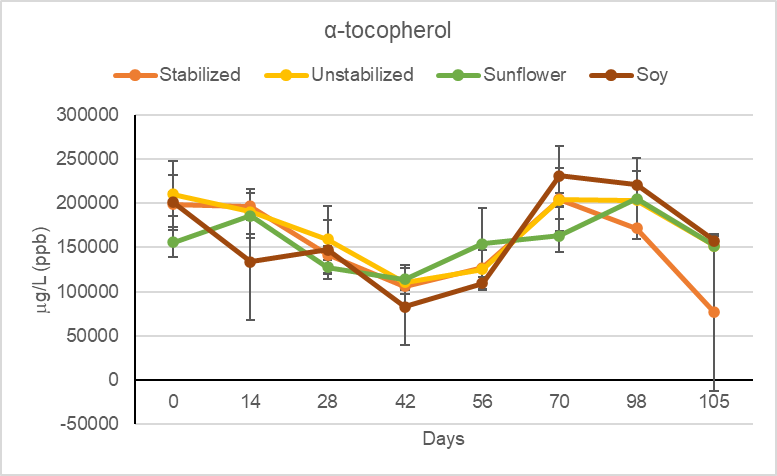 α-tocopherol
Stabilized Unstabilized Sunflower Soy
300000
250000
200000
150000
100000
50000
0
-50000
µg/L (ppb)
0 14 28 42 56 70 98 105
Days